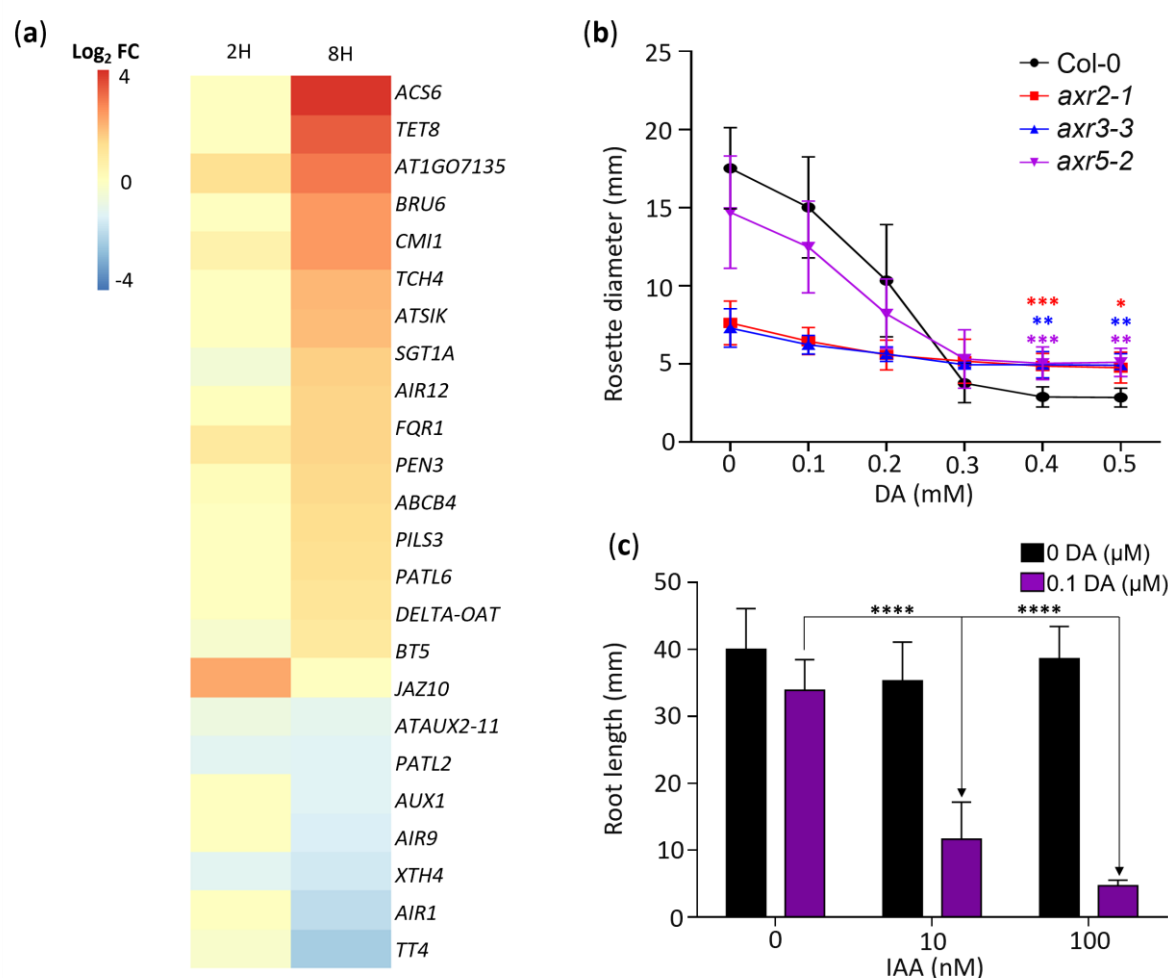 (a)
Log2 FC
2H
8H
4
0
-4
ACS6
TET8
AT1GO7135
BRU6
CMI1
TCH4
ATSIK
SGT1A
AIR12
FQR1
PEN3
ABCB4
PILS3
PATL6
DELTA-OAT
BT5
JAZ10
ATAUX2-11
PATL2
AUX1
AIR9
XTH4
AIR1
TT4
(b)
25
20
15
10
5
0
Rosette diameter (mm)
Col-0
axr2-1
axr3-3
axr5-2
*** *
** **
*** **
0 0.1 0.2 0.3 0.4 0.5
DA (mM)
(c)
0 DA (µM)
0.1 DA (µM)
50
40
30
20
10
0
Root length (mm)
**** ****
0 10 100
IAA (nM)